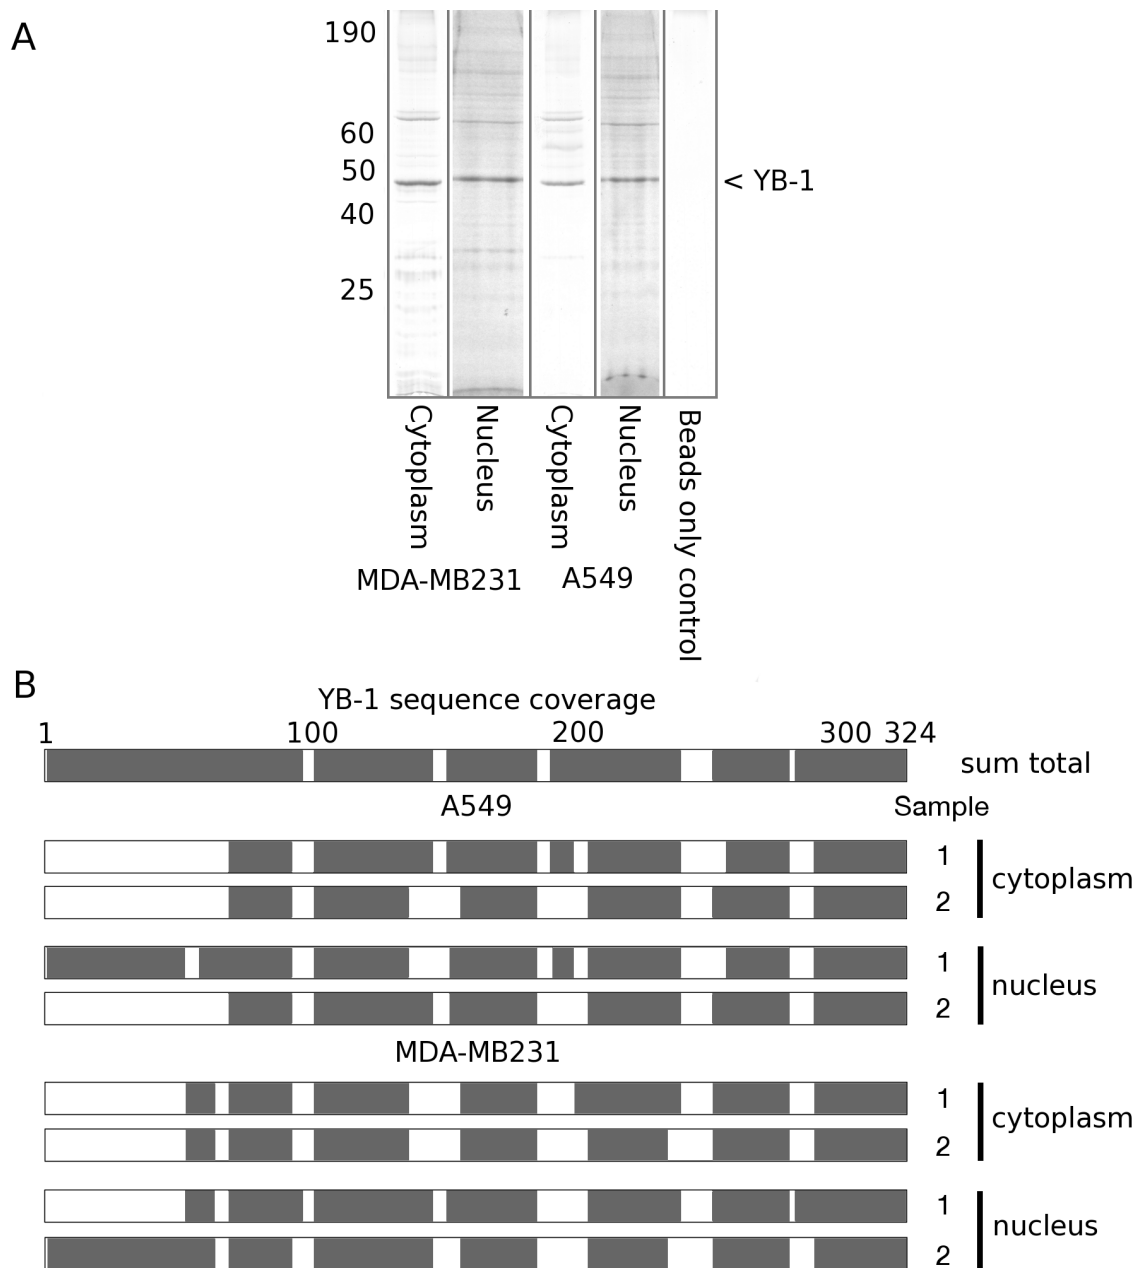 A
190
60
50
40
25
< YB-1
Cytoplasm
Nucleus
Cytoplasm
Nucleus
Beads only control
MDA-MB231
A549
B
YB-1 sequence coverage
1 100 200 300 324
sum total
A549 Sample
1
cytoplasm
2
1
nucleus
2
MDA-MB231
1
cytoplasm
2
1
nucleus
2